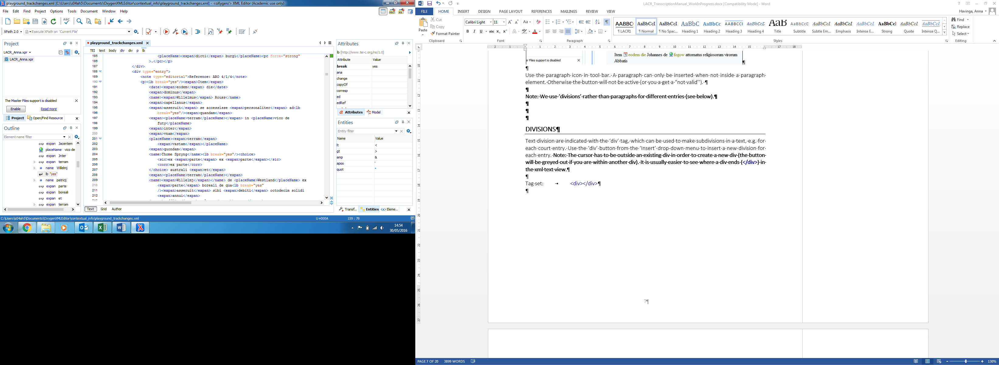 playground_trackchanges.xml [C:\Users\s04ah5\Documents\OxygenXMLEditor\contextual_info\playground_trackchanges.xml] - <oXygen/> XML Editor (Academic use only)
File Edit Find Project Options Tools Document Window Help
XPath 2.0 Execute XPath on 'Current File'
Project
LACR_Anna.xpr
LACR_Anna.xpr
The Master Files support is disabled
Enable Read more
Project Open/Find Resource
Outline
Element name filter
exp expan Jacentem
placeName vico de
exp expan Jnter
exp expan terram
name Willelmj
lb "yes"
name patricij
exp expan parte
exp expan boreali
exp expan et
exp expan terram
playground_trackchanges.xml
TEI text body div div p lb
185 <placeName><expan>dicti</expan> burgi</placeName><pc force="strong"
186 >.</pc></p>
187 </div>
188 <div type="entry">
189 <note type="editorial">Reference: ARO 4/1/4</note>
190 <p><lb break="yes"/><expan>Item</expan>
191 <date><expan>eodem</expan> die</date>
192 <expan>dominus</expan>
193 <name><expan>Willelmus</expan> Rouss</name>
194 <expan>capellanus</expan>
195 <expan>asseruit</expan> se accessisse <expan>personaliter</expan> ad<lb
196 break="yes"/><expan>quandam</expan>
197 <expan><placeName>terram</placeName></expan> in <placeName>vico de
198 futy</placeName>
199 <expan>inter</expan>
200 <expan>vnam</expan>
201 <placeName><expan>terram</expan>
202 <expan>vastam</expan></placeName>
203 <expan>quondam</expan>
204 <name>Thome Spryng</name><lb break="yes"/><choice>
205 <sic>ex <expan>parte</expan> ex <expan>parte</expan></sic>
206 <corr>ex parte</corr>
207 </choice> australi <expan>et</expan>
208 <expan><placeName>terram</placeName></expan>
209 <name><expan>Willelmj</expan></name> de <placeName>Westland</placeName> ex
210 <expan>parte</expan> boreali de qua<lb break="yes"
211 /><expan>asseruit</expan> sibi <expan>debiti</expan> octodecim solidi
212 <expan>annui</expan>
Text Grid Author
Attributes
lb [http://www.tei-c.org/ns/1.0]
Attribute Value
break yes
ana
change
copyOf
corresp
ed
edRef
Attributes Model
Entities
Entity filter
Name Value
lt <
gt >
amp &
apos '
quot "
Transf.. Entities Eleme..
C:\Users\s04ah5\Documents\OxygenXMLEditor\contextual_info\playground_trackchanges.xml U+000A 159 : 78
14:54
30/05/2016
LACR_TranscriptionManual_WorkInProgress.docx [Compatibility Mode] - Word
FILE HOME INSERT DESIGN PAGE LAYOUT REFERENCES MAILINGS REVIEW VIEW Havinga, Anna
Paste Cut Copy Format Painter
Calibri Light 11
AABBC AaBbCcI AaBbCcI AaBbC AaBbCc AABBCCI AaBbCcD AaB AaBbCcD AaBbCcL AaBbCcL AaBbCcL AaBbCcI AaBbCcL AaBbCcI
¶ LACR1 ¶ Normal ¶ No Spac... Heading 1 Heading 2 Heading 3 Heading 4 Title Subtitle Subtle Em... Emphasis Intense E... Strong Quote Intense Q...
Find Replace Select
Clipboard Font Paragraph Styles Editing
Item eodem die Johannes de fogow attornatus religiosorum virorum
Abbatis
er Files support is disabled
¶
¶
Use the paragraph icon in tool bar. A paragraph can only be inserted when not inside a paragraph
element. Otherwise the button will not be active (or you a get a “not valid’’). ¶
¶
Note: We use ‘divisions’ rather than paragraphs for different entries (see below).¶
¶
¶
¶
DIVISIONS¶
Text division are indicated with the ‘div’ tag, which can be used to make subdivisions in a text, e.g. for
each court entry. Use the ‘div’ button from the ‘Insert’ drop-down menu to insert a new division for
each entry. Note: The cursor has to be outside an existing div in order to create a new div (the button
will be greyed out if you are within another div). It is usually easier to see where a div ends (</div>) in
the xml text view.¶
¶
Tag set: → <div></div>¶
¶
7¶
PAGE 7 OF 20 3899 WORDS 130%